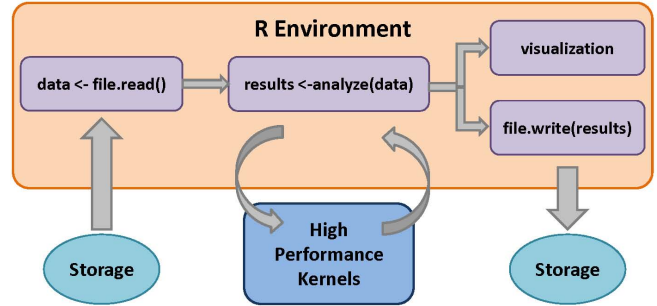 R Environment
data <- file.read()
results <-analyze(data)
visualization
file.write(results)
Storage
High
Performance
Kernels
Storage